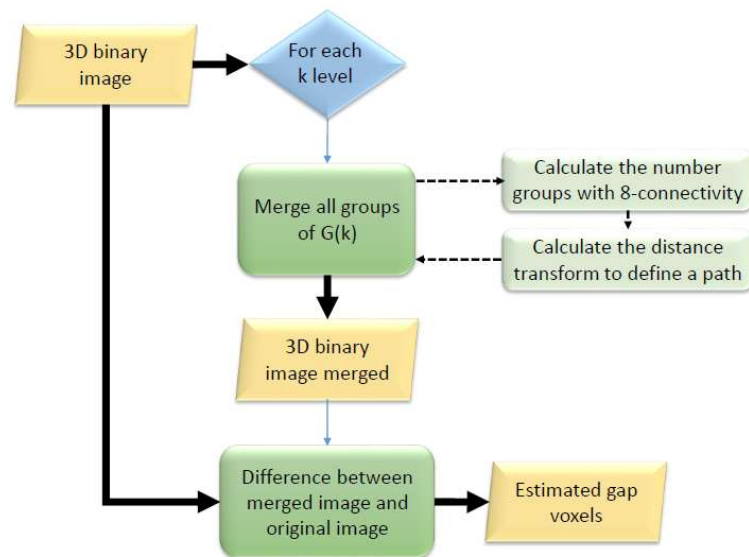 3D binary
image
For each
k level
Merge all groups
of G(k)
Calculate the number
groups with 8-connectivity
Calculate the distance
transform to define a path
3D binary
image merged
Difference between
merged image and
original image
Estimated gap
voxels